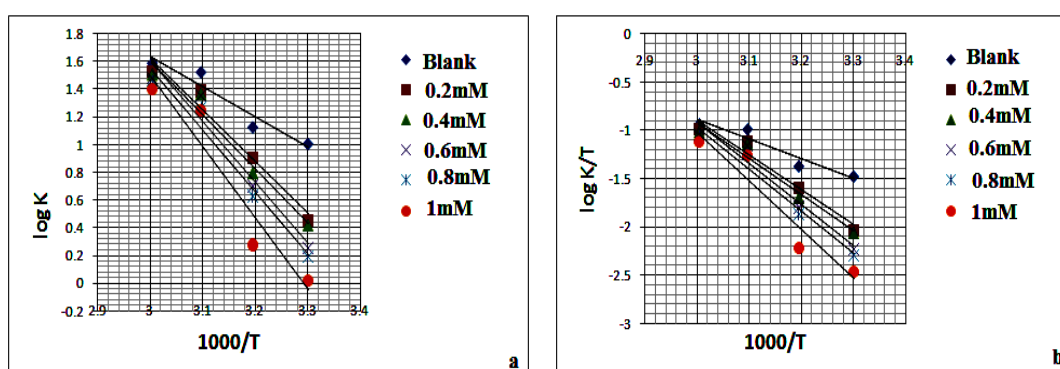 log K
1.8
1.6
1.4
1.2
1
0.8
0.6
0.4
0.2
0
-0.2
2.9 3 3.1 3.2 3.3 3.4
1000/T
Blank
0.2mM
0.4mM
0.6mM
0.8mM
1mM
a
log K/T
0
-0.5
-1
-1.5
-2
-2.5
-3
2.9 3 3.1 3.2 3.3 3.4
1000/T
Blank
0.2mM
0.4mM
0.6mM
0.8mM
1mM
b